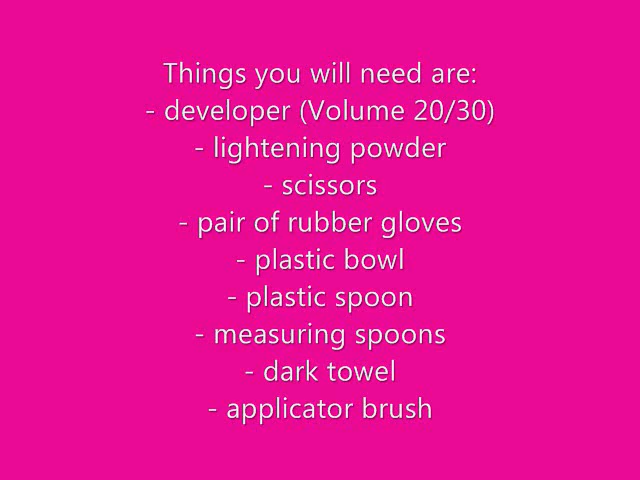 Things you will need are:
- developer (Volume 20/30)
- lightening powder
- scissors
- pair of rubber gloves
- plastic bowl
- plastic spoon
- measuring spoons
- dark towel
- applicator brush